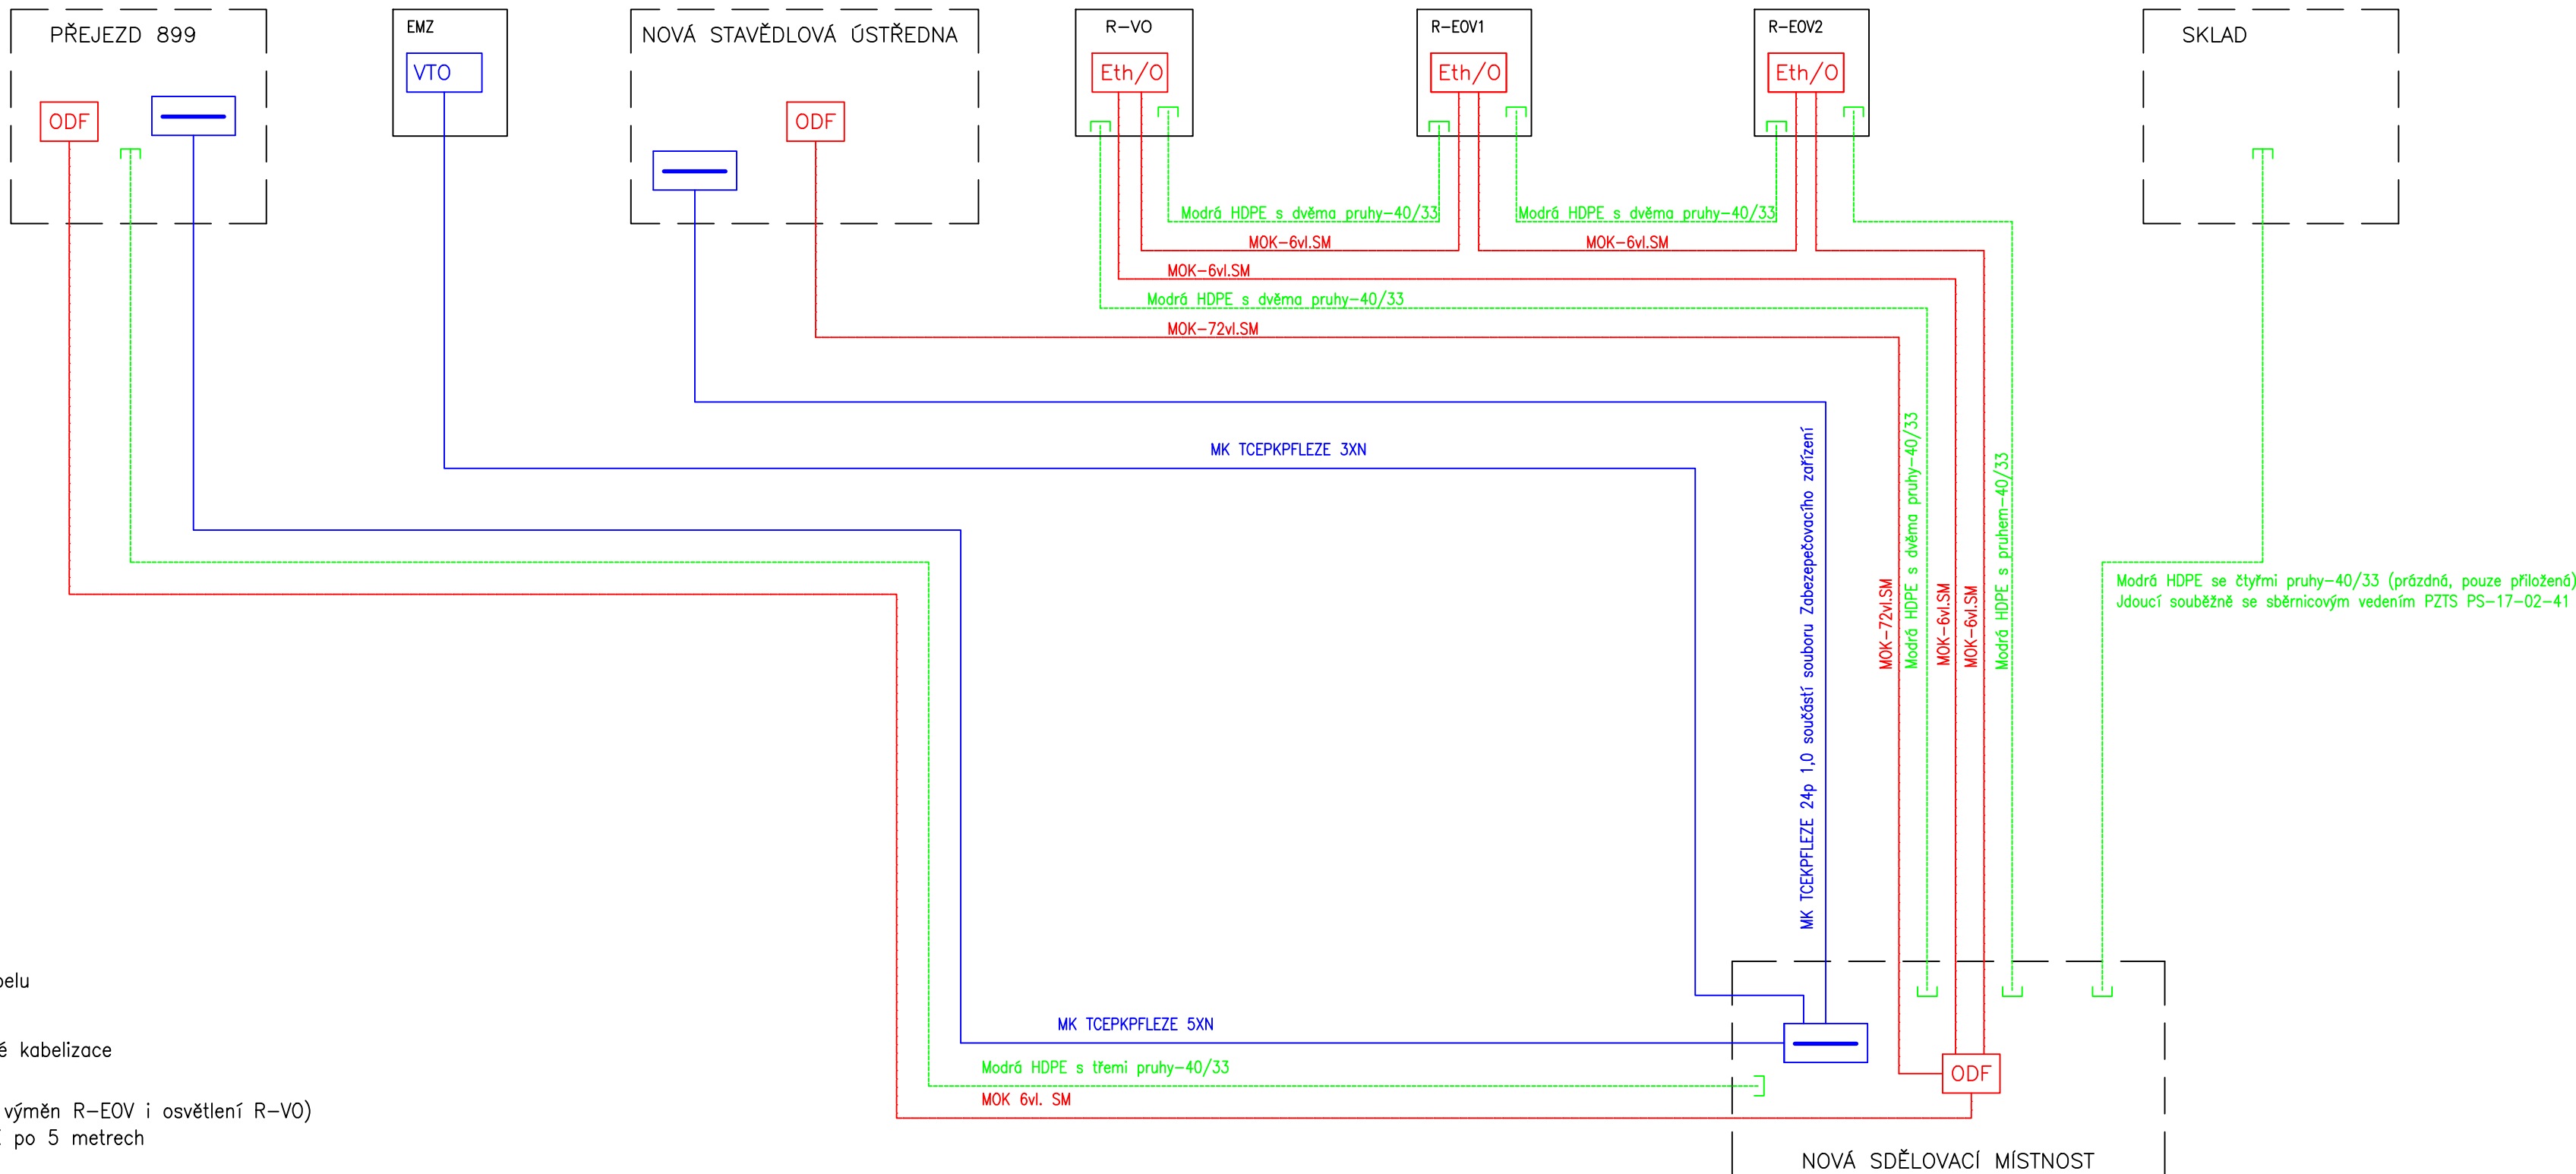 PŘEJEZD 899
EMZ
NOVÁ STAVĚDLOVÁ ÚSTŘEDNA
R-VO
R-EOV1
R-EOV2
SKLAD
VTO
Eth/O
Eth/O
Eth/O
ODF
ODF
Modrá HDPE s dvěma pruhy-40/33
Modrá HDPE s dvěma pruhy-40/33
MOK-6vl.SM
MOK-6vl.SM
MOK-6vl.SM
Modrá HDPE s dvěma pruhy-40/33
MOK-72vl.SM
MK TCEPKPFLEZE 3XN
MK TCEKPFLEZE 24p 1,0 součástí souboru Zabezepečovacího zařízení
MOK-72vl.SM
Modrá HDPE s dvěma pruhy-40/33
MOK-6vl.SM
MOK-6vl.SM
Modrá HDPE s pruhem-40/33
Modrá HDPE se čtyřmi pruhy-40/33 (prázdná, pouze přiložená)
Jdoucí souběžně se sběrnicovým vedením PZTS PS-17-02-41
MK TCEPKPFLEZE 5XN
Modrá HDPE s třemi pruhy-40/33
MOK 6vl. SM
ODF
NOVÁ SDĚLOVACÍ MÍSTNOST
kabelizace
výměn R-EOV i osvětlení R-VO)
po 5 metrech